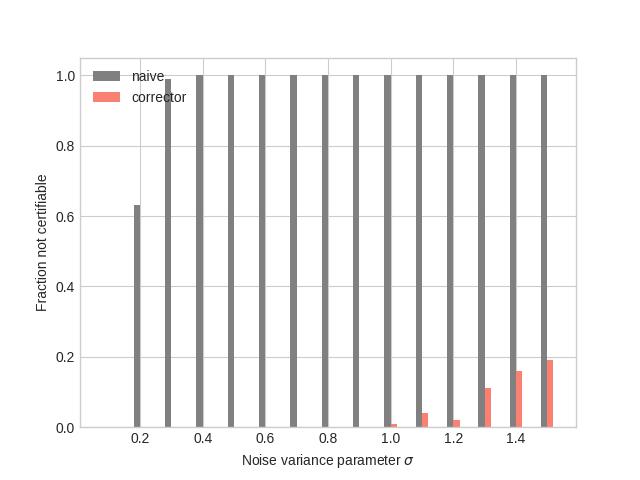 naive
corrector
Fraction not certifiable
1.0
0.8
0.6
0.4
0.2
0.0
0.2 0.4 0.6 0.8 1.0 1.2 1.4
Noise variance parameter σ